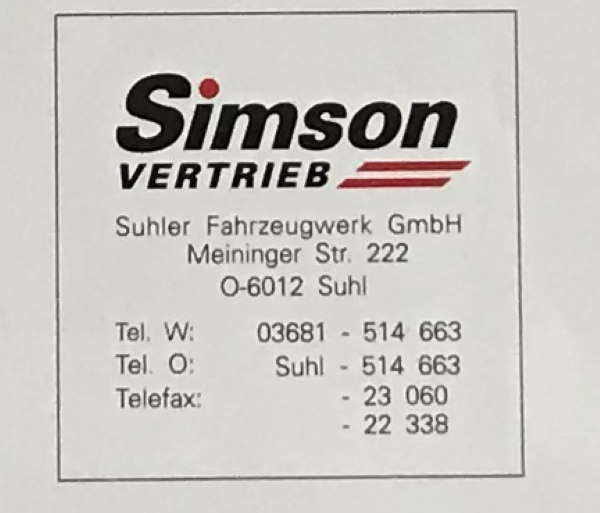 Simson
VERTRIEB
Suhler Fahrzeugwerk GmbH
Meininger Str. 222
O-6012 Suhl
Tel. W: 03681 - 514 663
Tel. O: Suhl - 514 663
Telefax: - 23 060
- 22 338